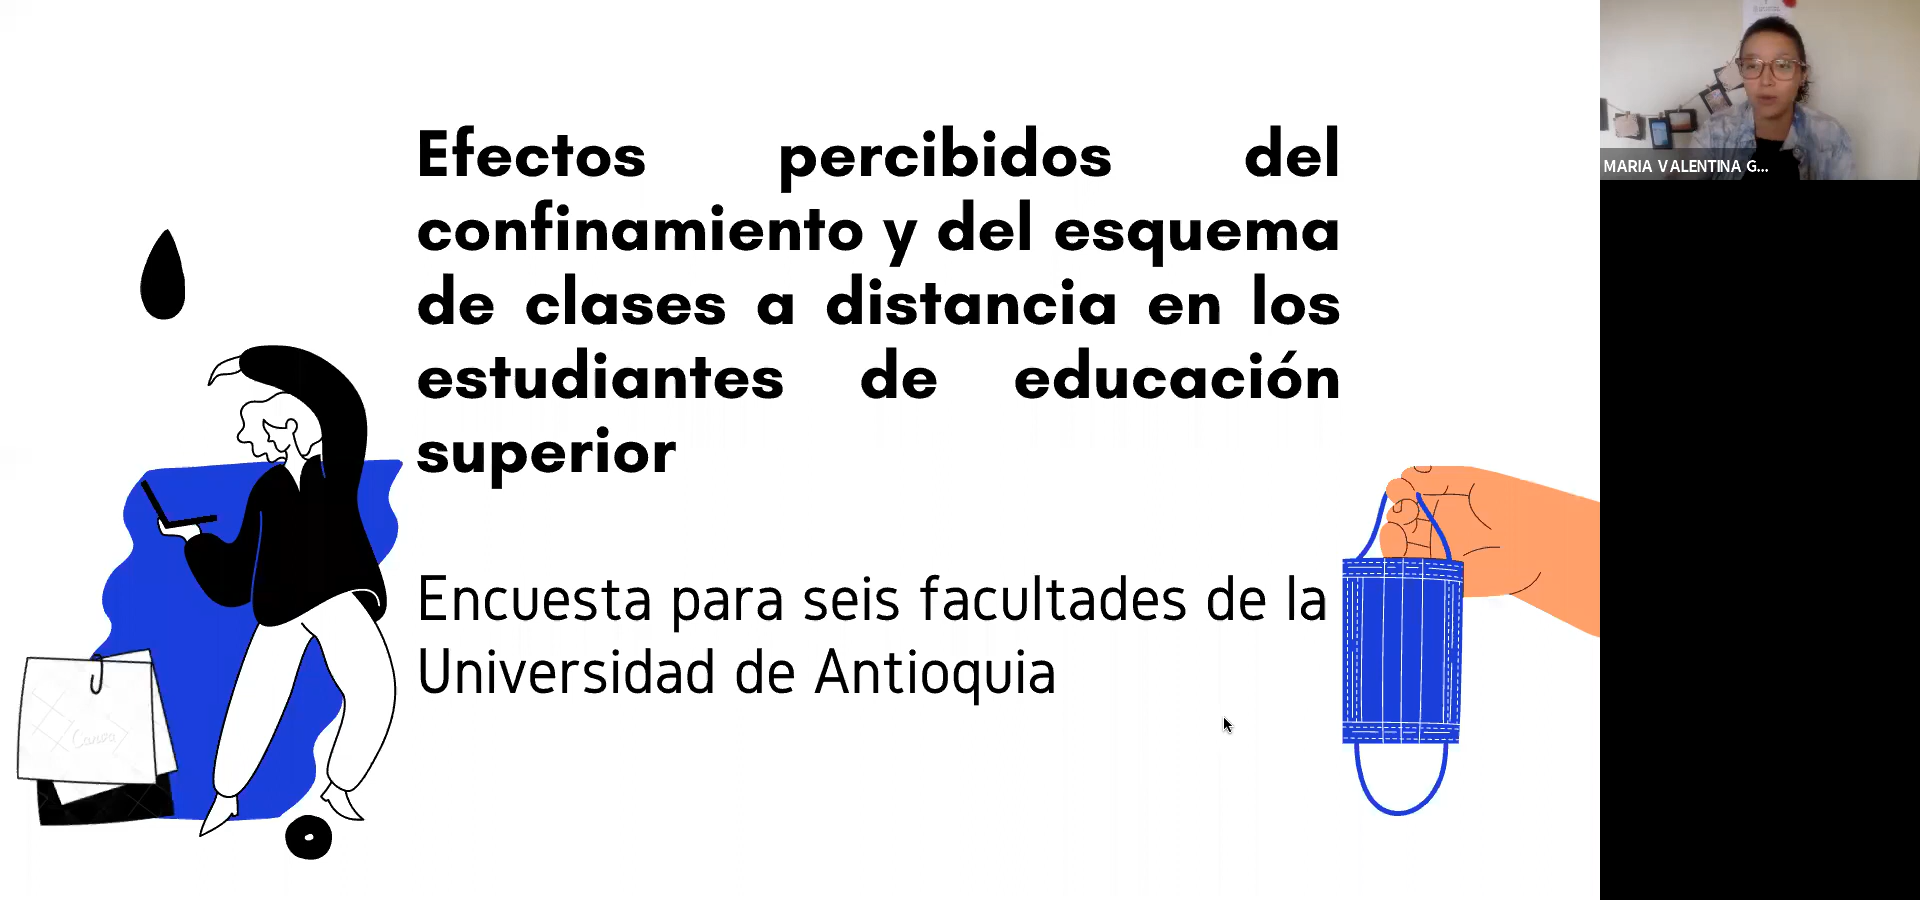 Efectos percibidos del
confinamiento y del esquema
de clases a distancia en los
estudiantes de educación
superior
Encuesta para seis facultades de la
Universidad de Antioquia
Canva
MARIA VALENTINA G...